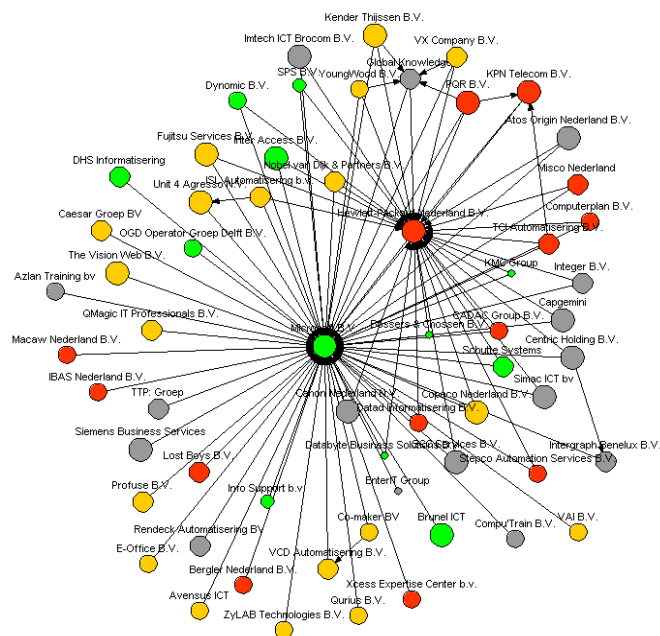 Kender Thijssen B.V.
Imtech ICT Brocom B.V.
VX Company B.V.
Global Knowledge
SPS B.V.
YoungWood B.V.
PQR B.V.
KPN Telecom B.V.
Dynomic B.V.
Atos Origin Nederland B.V.
Fujitsu Services B.V.
Inter Access B.V.
DHS Informatisering
Nobel van Dijk & Partners B.V.
Misco Nederland
Unit 4 Agresso N.V.
ISL Automatisering b.v.
Caesar Groep BV
Hewlett-Packard Nederland B.V.
Computerplan B.V.
TCI Automatisering B.V.
OGD Operator Groep Delft B.V.
The Vision Web B.V.
KMC Group
Integer B.V.
Azlan Training bv
Capgemini
QMagic IT Professionals B.V.
Microsoft B.V.
Bossers & Cnossen B.V.
CADAC Group B.V.
Macaw Nederland B.V.
Centric Holding B.V.
Schutte Systems
IBAS Nederland B.V.
Simac ICT bv
TTP: Groep
Canon Nederland N.V.
Copaco Nederland B.V.
Datad Informatisering B.V.
Siemens Business Services
Databyte Business Solutions B.V.
Services B.V.
Intergraph Benelux B.V.
Lost Boys B.V.
Stepco Automation Services B.V.
EnterIT Group
Profuse B.V.
Info Support b.v.
Rendeck Automatisering BV
Co-maker BV
Brunel ICT
Compu'Train B.V.
VAI B.V.
E-Office B.V.
VCD Automatisering B.V.
Bergler Nederland B.V.
Xcess Expertise Center b.v.
Avensus ICT
Qurius B.V.
ZyLAB Technologies B.V.